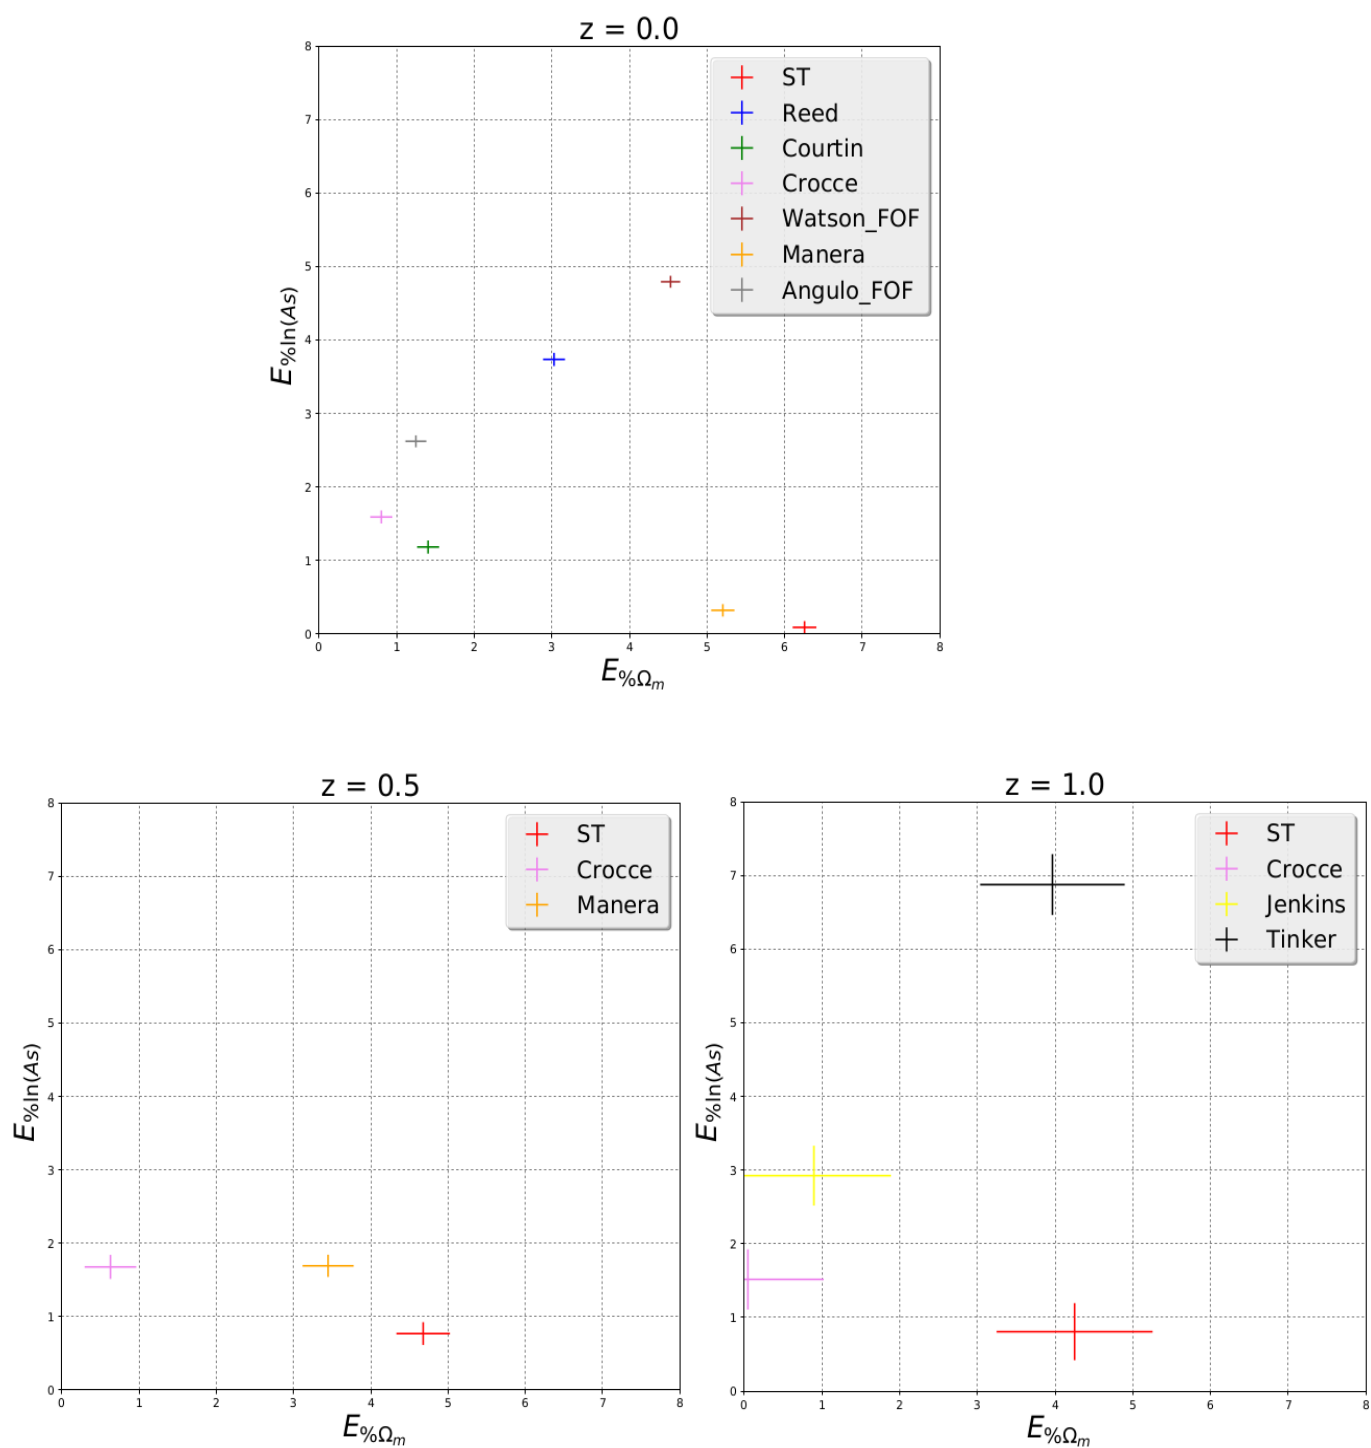 z = 0.0
8
7
6
5
4
3
2
1
0
E%ln(As)
ST
Reed
Courtin
Crocce
Watson_FOF
Manera
Angulo_FOF
0 1 2 3 4 5 6 7 8
E%Ωm
z = 0.5
8
7
6
5
4
3
2
1
0
E%ln(As)
ST
Crocce
Manera
0 1 2 3 4 5 6 7 8
E%Ωm
z = 1.0
8
7
6
5
4
3
2
1
0
E%ln(As)
ST
Crocce
Jenkins
Tinker
0 1 2 3 4 5 6 7 8
E%Ωm